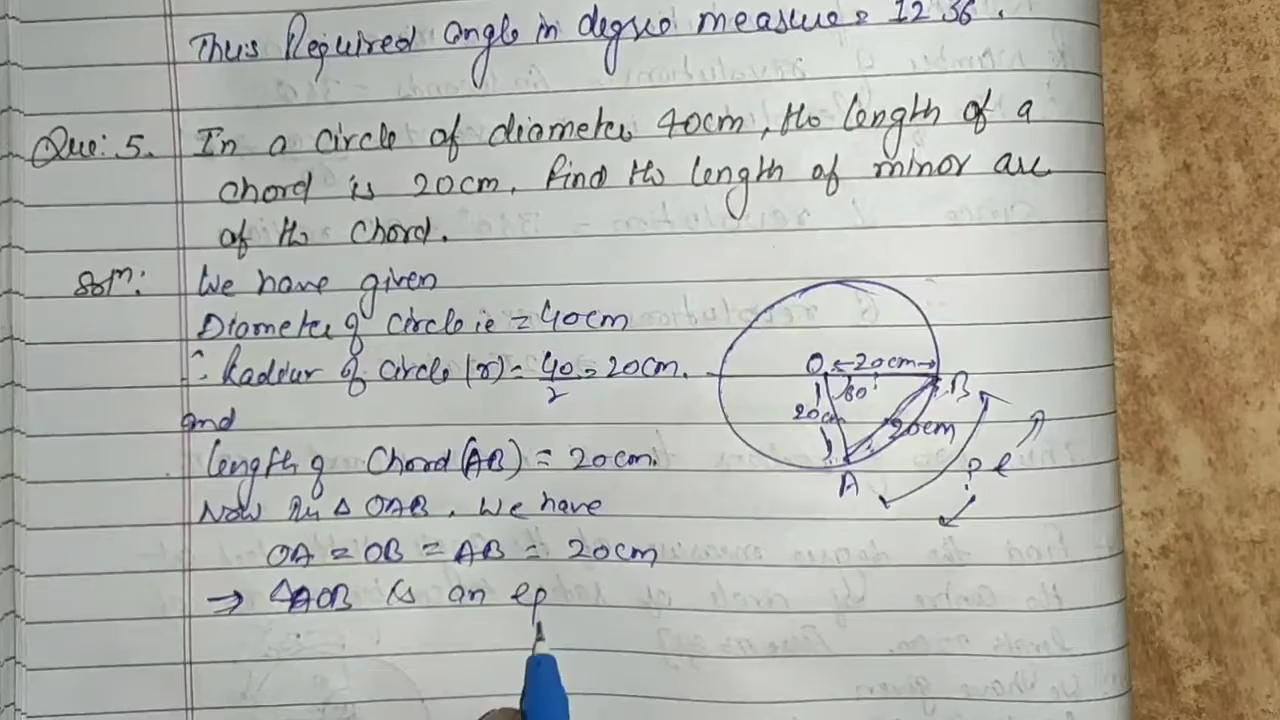 Thus Required angle in degree measure = 12°36'.
Que: 5. In a circle of diameter 40cm, the length of a
chord is 20cm. find the length of minor arc
of the chord.
Soln: We have given
Diameter of circle ie = 40cm
∴ Radius of circle (r) = 40/2 = 20cm.
and
length of Chord (AB) = 20cm.
Now in △ OAB, We have
OA = OB = AB = 20cm
⇒ △AOB is an eq
O ←20cm→ B
60°
20cm
20cm
A
? l